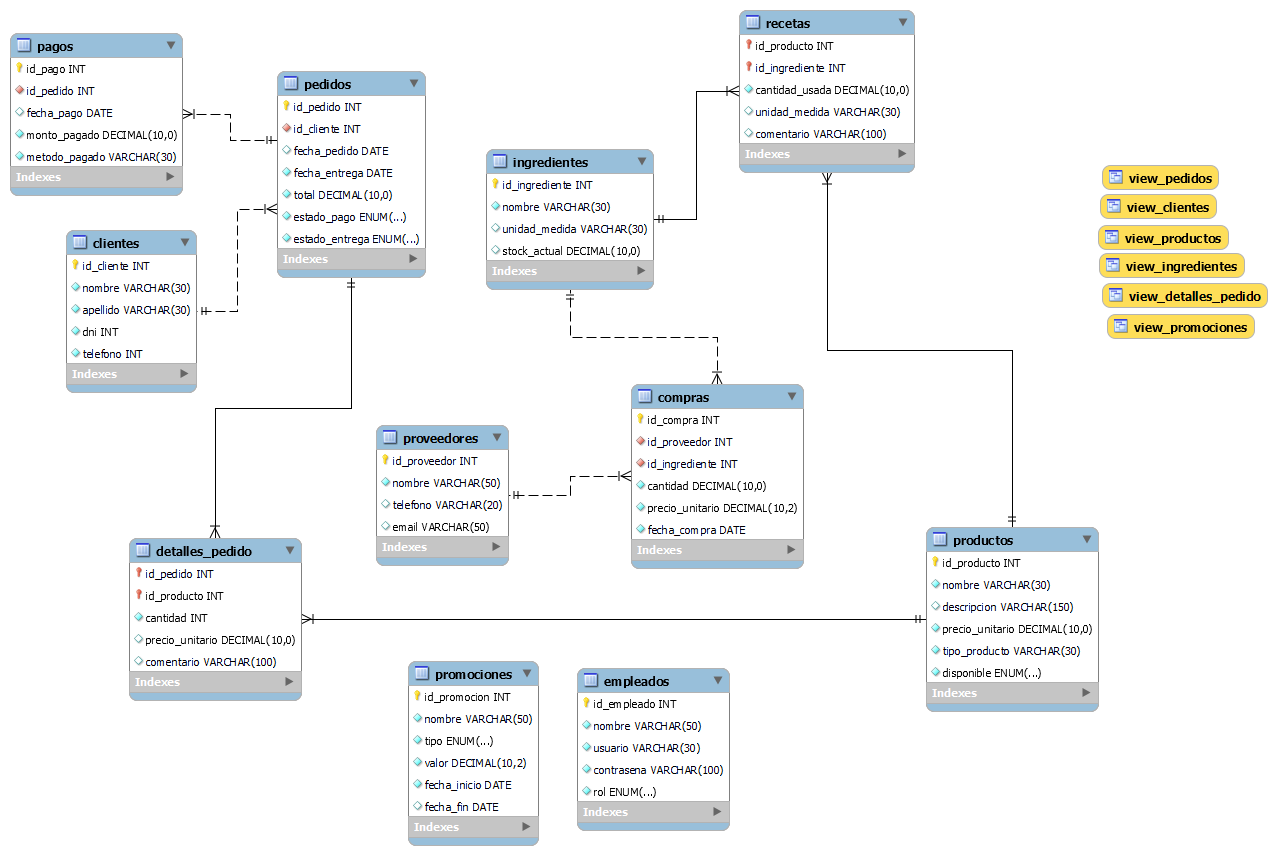 pagos
id_pago INT
id_pedido INT
fecha_pago DATE
monto_pagado DECIMAL(10,0)
metodo_pagado VARCHAR(30)
Indexes
pedidos
id_pedido INT
id_cliente INT
fecha_pedido DATE
fecha_entrega DATE
total DECIMAL(10,0)
estado_pago ENUM(...)
estado_entrega ENUM(...)
Indexes
clientes
id_cliente INT
nombre VARCHAR(30)
apellido VARCHAR(30)
dni INT
telefono INT
Indexes
ingredientes
id_ingrediente INT
nombre VARCHAR(30)
unidad_medida VARCHAR(30)
stock_actual DECIMAL(10,0)
Indexes
recetas
id_producto INT
id_ingrediente INT
cantidad_usada DECIMAL(10,0)
unidad_medida VARCHAR(30)
comentario VARCHAR(100)
Indexes
view_pedidos
view_clientes
view_productos
view_ingredientes
view_detalles_pedido
view_promociones
proveedores
id_proveedor INT
nombre VARCHAR(50)
telefono VARCHAR(20)
email VARCHAR(50)
Indexes
compras
id_compra INT
id_proveedor INT
id_ingrediente INT
cantidad DECIMAL(10,0)
precio_unitario DECIMAL(10,2)
fecha_compra DATE
Indexes
detalles_pedido
id_pedido INT
id_producto INT
cantidad INT
precio_unitario DECIMAL(10,0)
comentario VARCHAR(100)
Indexes
productos
id_producto INT
nombre VARCHAR(30)
descripcion VARCHAR(150)
precio_unitario DECIMAL(10,0)
tipo_producto VARCHAR(30)
disponible ENUM(...)
Indexes
promociones
id_promocion INT
nombre VARCHAR(50)
tipo ENUM(...)
valor DECIMAL(10,2)
fecha_inicio DATE
fecha_fin DATE
Indexes
empleados
id_empleado INT
nombre VARCHAR(50)
usuario VARCHAR(30)
contrasena VARCHAR(100)
rol ENUM(...)
Indexes